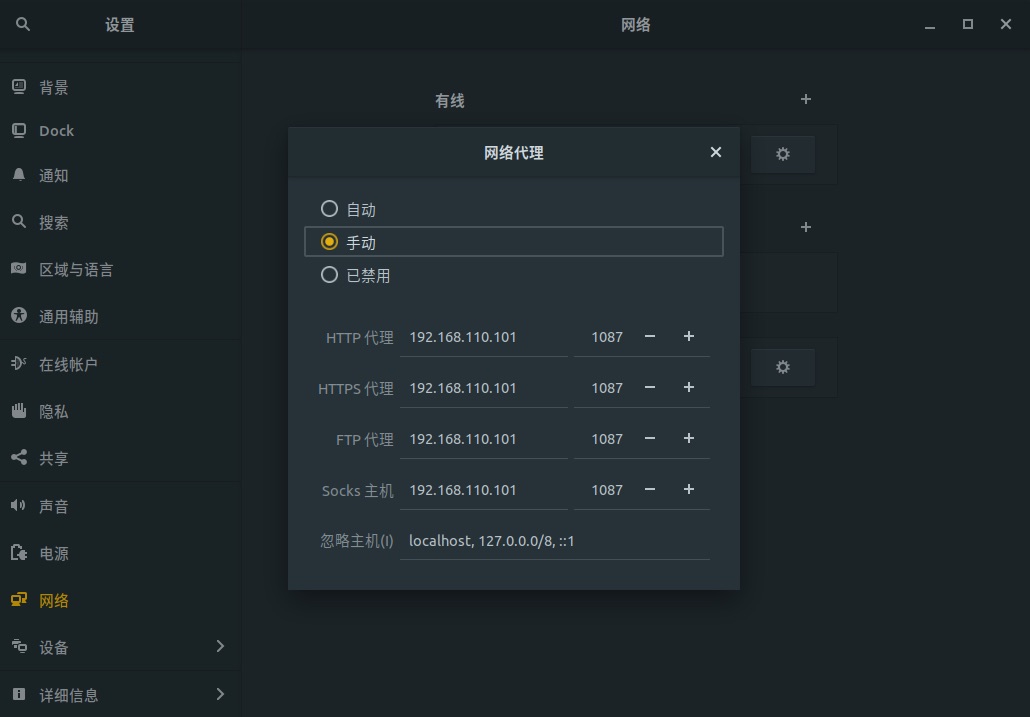 设置
网络
背景
Dock
通知
搜索
区域与语言
通用辅助
在线帐户
隐私
共享
声音
电源
网络
设备
详细信息
有线
网络代理
自动
手动
已禁用
HTTP 代理 192.168.110.101 1087 − +
HTTPS 代理 192.168.110.101 1087 − +
FTP 代理 192.168.110.101 1087 − +
Socks 主机 192.168.110.101 1087 − +
忽略主机(I) localhost, 127.0.0.0/8, ::1